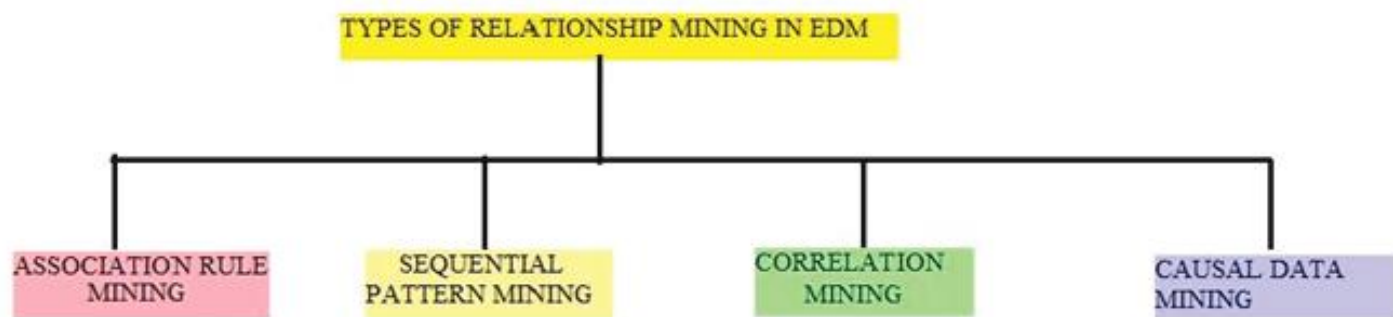 TYPES OF RELATIONSHIP MINING IN EDM
ASSOCIATION RULE
MINING
SEQUENTIAL
PATTERN MINING
CORRELATION
MINING
CAUSAL DATA
MINING